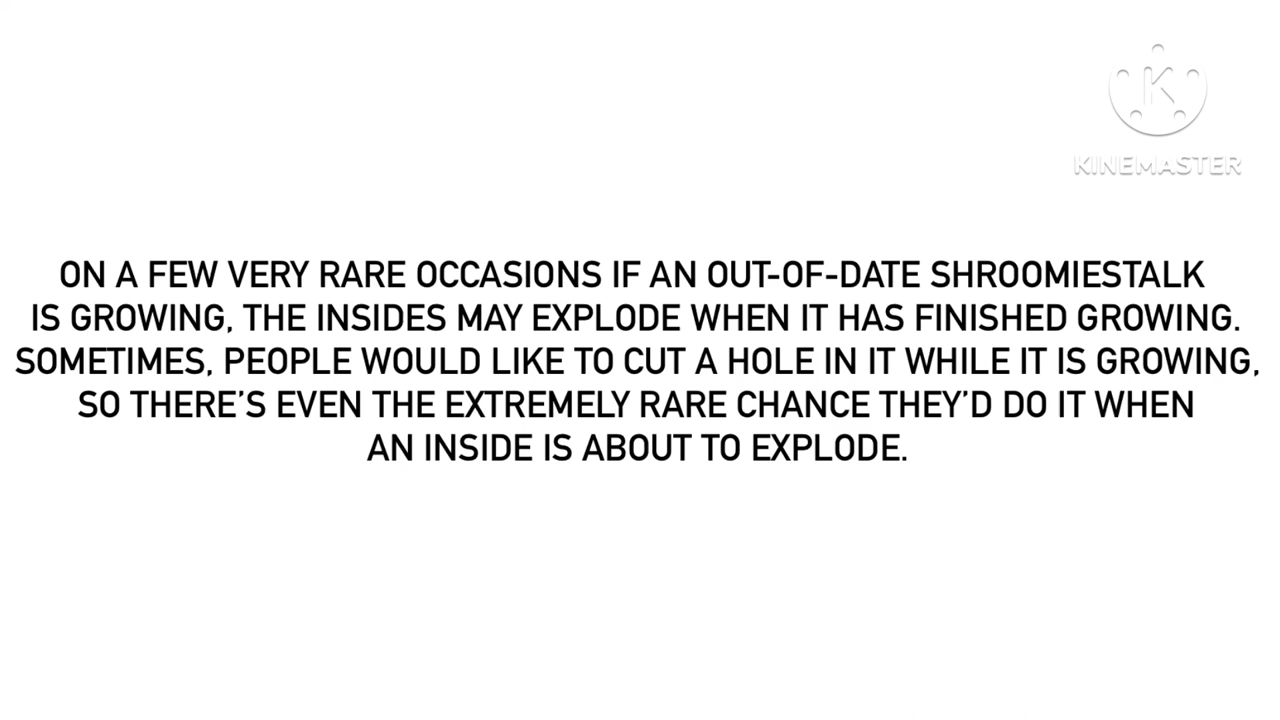 KINEMASTER
ON A FEW VERY RARE OCCASIONS IF AN OUT-OF-DATE SHROOMIESTALK
IS GROWING, THE INSIDES MAY EXPLODE WHEN IT HAS FINISHED GROWING.
SOMETIMES, PEOPLE WOULD LIKE TO CUT A HOLE IN IT WHILE IT IS GROWING,
SO THERE’S EVEN THE EXTREMELY RARE CHANCE THEY’D DO IT WHEN
AN INSIDE IS ABOUT TO EXPLODE.